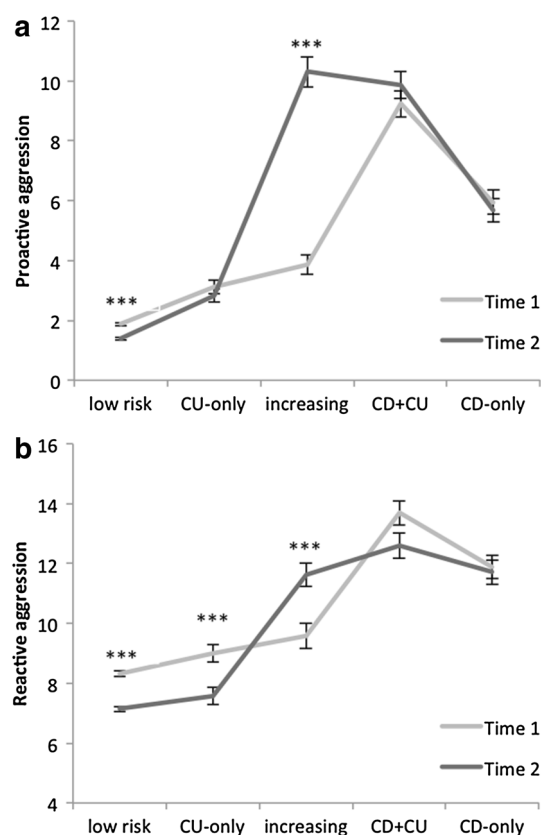 a
12
10
8
6
4
2
0
Proactive aggression
***
***
Time 1
Time 2
low risk CU-only increasing CD+CU CD-only
b
16
14
12
10
8
6
4
Reactive aggression
***
***
***
Time 1
Time 2
low risk CU-only increasing CD+CU CD-only